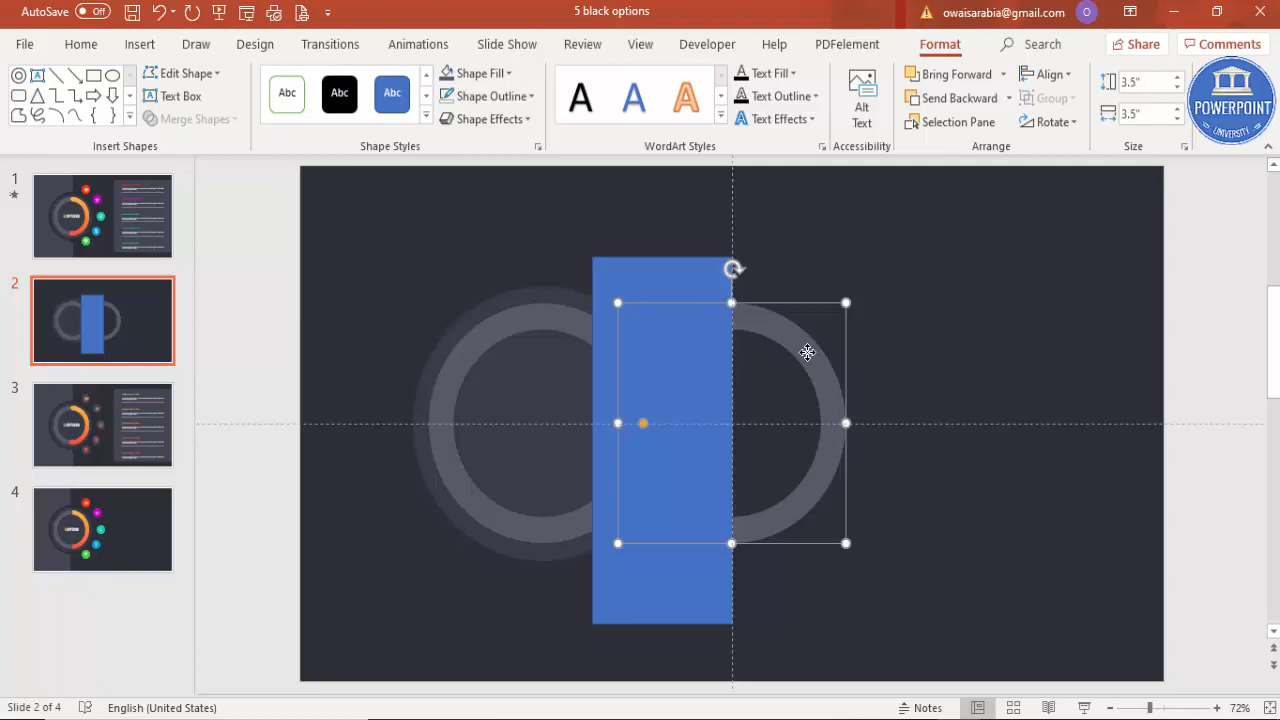 AutoSave Off 5 black options owaisarabia@gmail.com O
File Home Insert Draw Design Transitions Animations Slide Show Review View Developer Help PDFelement Format Search Share Comments
Edit Shape Text Box Merge Shapes Insert Shapes
Abc Abc Abc Shape Fill Shape Outline Shape Effects Shape Styles
A A A Text Fill Text Outline Text Effects WordArt Styles
Alt Text Accessibility
Bring Forward Send Backward Selection Pane Align Group Rotate Arrange
3.5" 3.5" Size
POWERPOINT UNIVERSITY
1
2
3
4
Slide 2 of 4 English (United States) Notes 72%